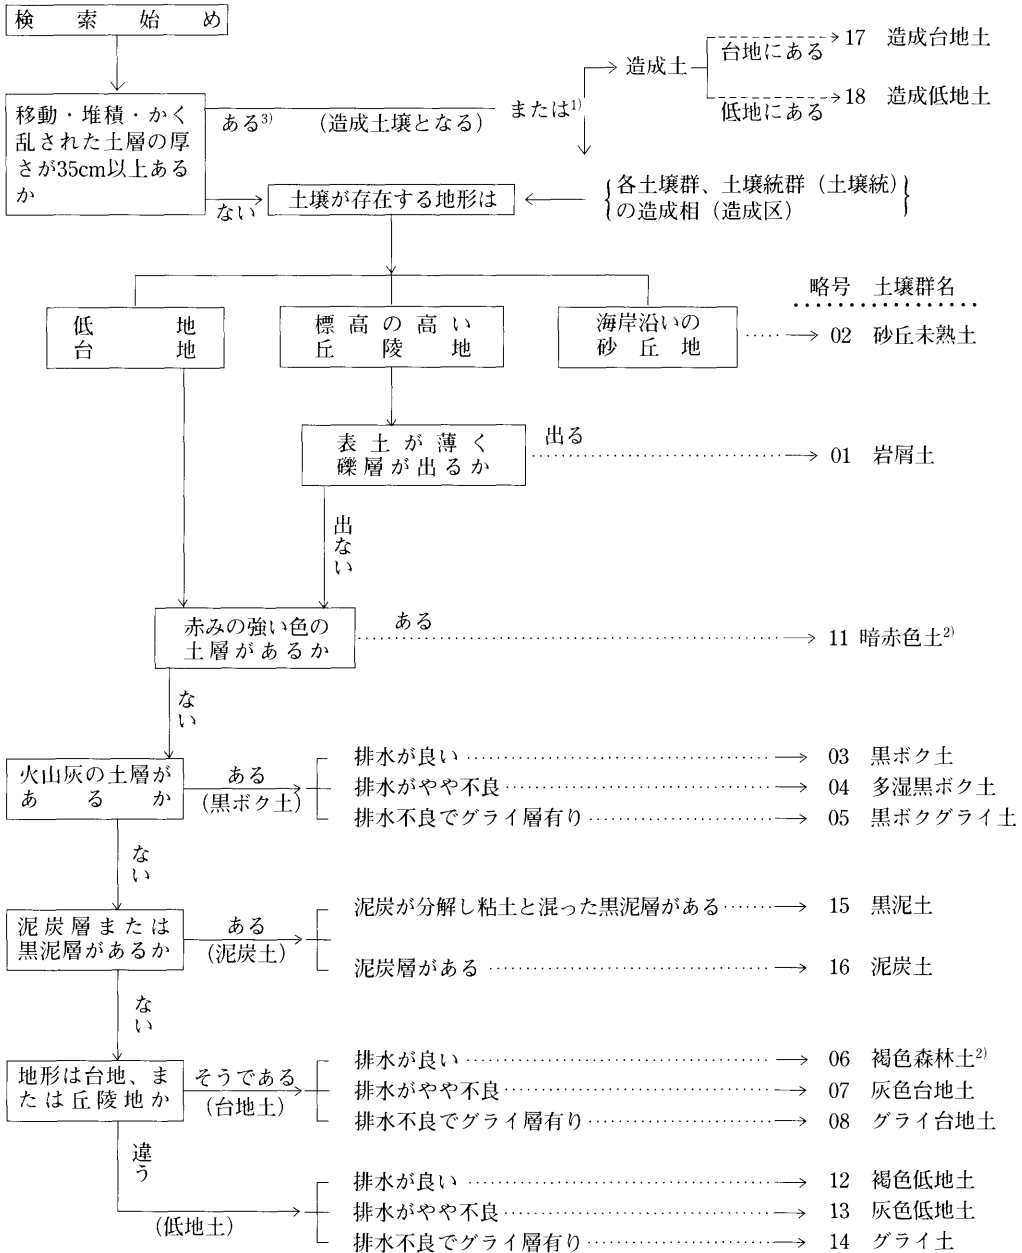 検索始め
移動・堆積・かく
乱された土層の厚
さが35cm以上ある
か
ある3)
(造成土壌となる)
または1)
造成土
台地にある
17 造成台地土
低地にある
18 造成低地土
ない
土壌が存在する地形は
各土壌群、土壌統群（土壌統）
の造成相（造成区）
略号 土壌群名
低地
台地
標高の高い
丘陵地
海岸沿いの
砂丘地
02 砂丘未熟土
表土が薄く
礫層が出るか
出る
01 岩屑土
出ない
赤みの強い色の
土層があるか
ある
11 暗赤色土2)
ない
火山灰の土層が
あるか
ある
(黒ボク土)
排水が良い
03 黒ボク土
排水がやや不良
04 多湿黒ボク土
排水不良でグライ層有り
05 黒ボクグライ土
ない
泥炭層または
黒泥層があるか
ある
(泥炭土)
泥炭が分解し粘土と混った黒泥層がある
15 黒泥土
泥炭層がある
16 泥炭土
ない
地形は台地、ま
たは丘陵地か
そうである
(台地土)
排水が良い
06 褐色森林土2)
排水がやや不良
07 灰色台地土
排水不良でグライ層有り
08 グライ台地土
違う
(低地土)
排水が良い
12 褐色低地土
排水がやや不良
13 灰色低地土
排水不良でグライ層有り
14 グライ土